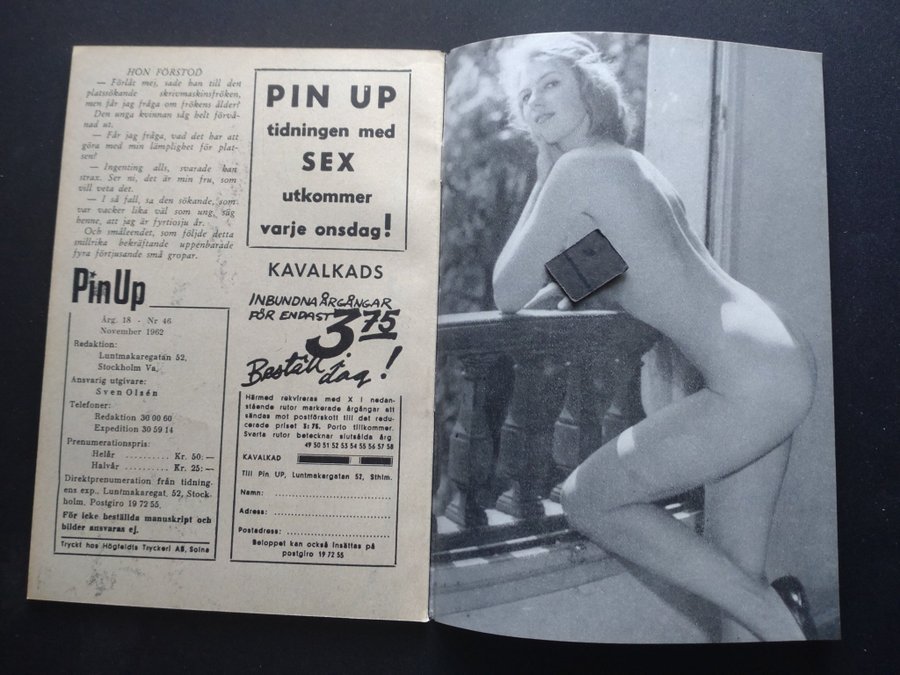 HON FÖRSTOD
— Förlåt mej, sade han till den
platssökande skrivmaskinsfröken,
men får jag fråga om frökens ålder?
Den unga kvinnan såg helt förvå-
nad ut.
— Får jag fråga, vad det har att
göra med min lämplighet för plat-
sen?
— Ingenting alls, svarade han
strax. Ser ni, det är min fru, som
vill veta det.
— I så fall, sa den sökande, som
var vacker lika väl som ung, säg
henne, att jag är fyrtiosju år.
Och småleendet, som följde detta
millrika bekräftande uppenbarade
fyra förtjusande små gropar.
PinUp
Årg. 18 - Nr 46
November 1962
Redaktion:
Luntmakaregatan 52,
Stockholm Va.
Ansvarig utgivare:
Sven Olsén
Telefoner:
Redaktion 30 00 60
Expedition 30 59 14
Prenumerationspris:
Helår .......... Kr. 50:—
Halvår .......... Kr. 25:—
Direktprenumeration från tidning-
ens exp., Luntmakaregat. 52, Stock-
holm. Postgiro 19 72 55.
För icke beställda manuskript och
bilder ansvaras ej.
Tryckt hos Högfeldts Tryckeri AB, Solna
PIN UP
tidningen med
SEX
utkommer
varje onsdag!
KAVALKADS
INBUNDNA ÅRGÅNGAR
FÖR ENDAST 3 75
Beställ i dag!
Härmed rekvireras med X i nedan-
stående rutor markerade årgångar att
sändas mot postförskott till det redu-
cerade priset 3:75. Porto tillkommer.
Svarta rutor betecknar slutsålda årg.
49 50 51 52 53 54 55 56 57 58
KAVALKAD
Till Pin UP, Luntmakargatan 52, Sthlm.
Namn:
Adress:
Postadress:
Beloppet kan också insättas på
postgiro 19 72 55